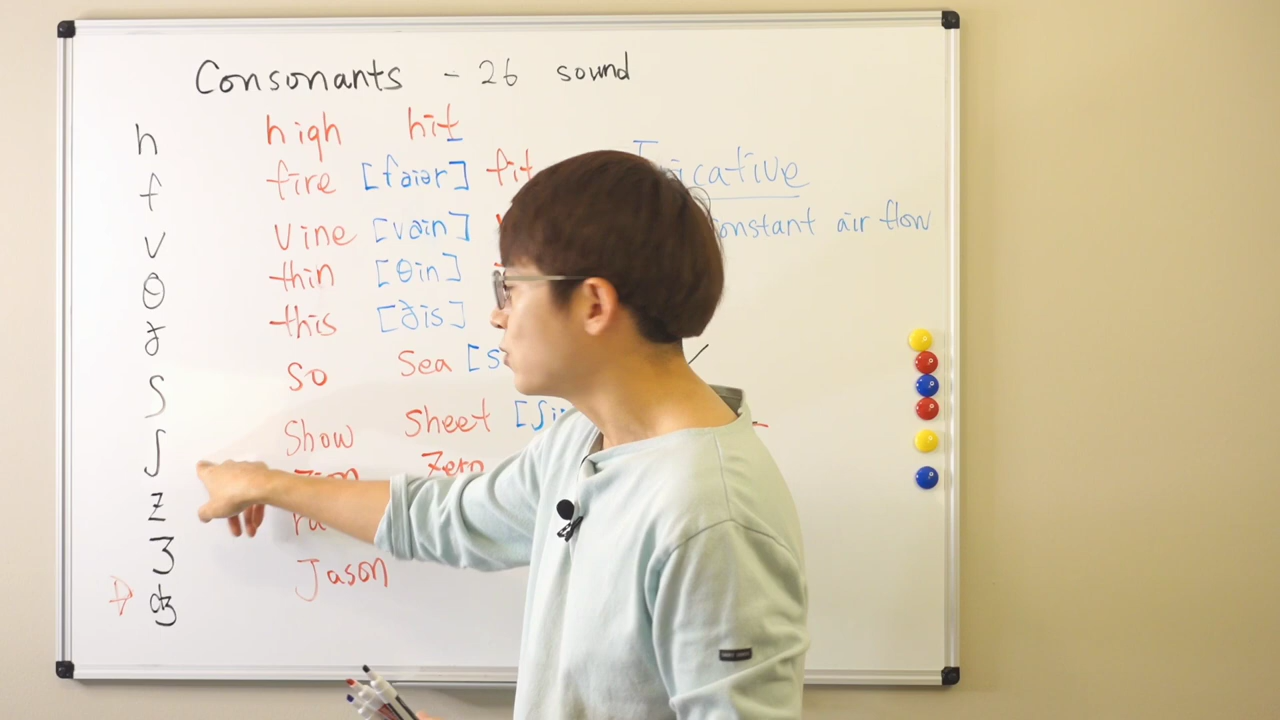 Consonants - 26 sound
h high hit
f fire [faiər] fit
v vine [vain]
θ thin [θin]
ð this [ðis]
s so sea
ʃ show sheet
constant air flow
z Zion Zero
ʒ
dʒ Jason